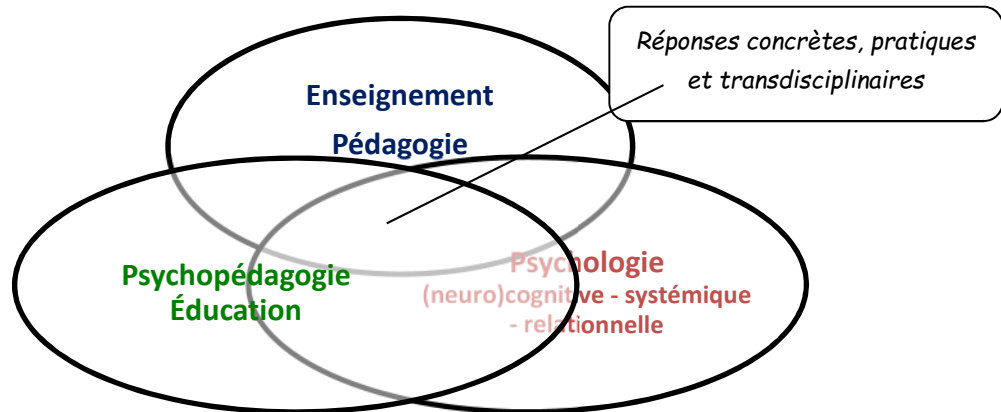 Réponses concrètes, pratiques
et transdisciplinaires
Enseignement
Pédagogie
Psychopédagogie
Éducation
Psychologie
(neuro)cognitive - systémique
- relationnelle